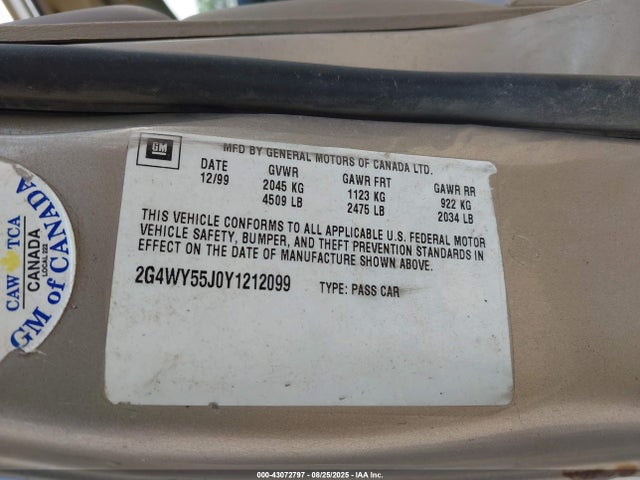 GM
MFD BY GENERAL MOTORS OF CANADA LTD.
DATE GVWR GAWR FRT GAWR RR
12/99 2045 KG 1123 KG 922 KG
4509 LB 2475 LB 2034 LB
THIS VEHICLE CONFORMS TO ALL APPLICABLE U.S. FEDERAL MOTOR
VEHICLE SAFETY, BUMPER, AND THEFT PREVENTION STANDARDS IN
EFFECT ON THE DATE OF MANUFACTURE SHOWN ABOVE.
2G4WY55J0Y1212099 TYPE: PASS CAR
CAW TCA
CANADA
LOCAL 222
GM of CANADA
000-43072797 - 08/25/2025 - IAA Inc.